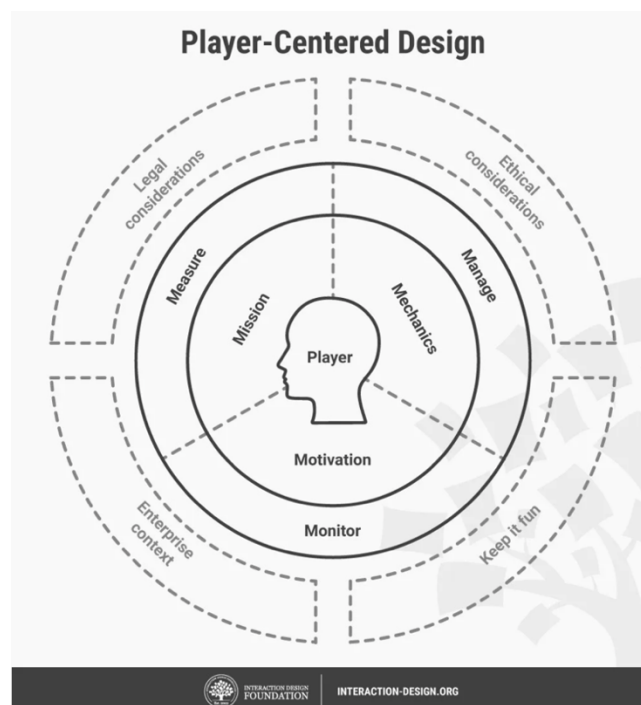 Player-Centered Design
Legal
considerations
Ethical
considerations
Measure
Manage
Mission
Mechanics
Player
Motivation
Monitor
Enterprise
context
Keep it fun
INTERACTION DESIGN
FOUNDATION
INTERACTION-DESIGN.ORG